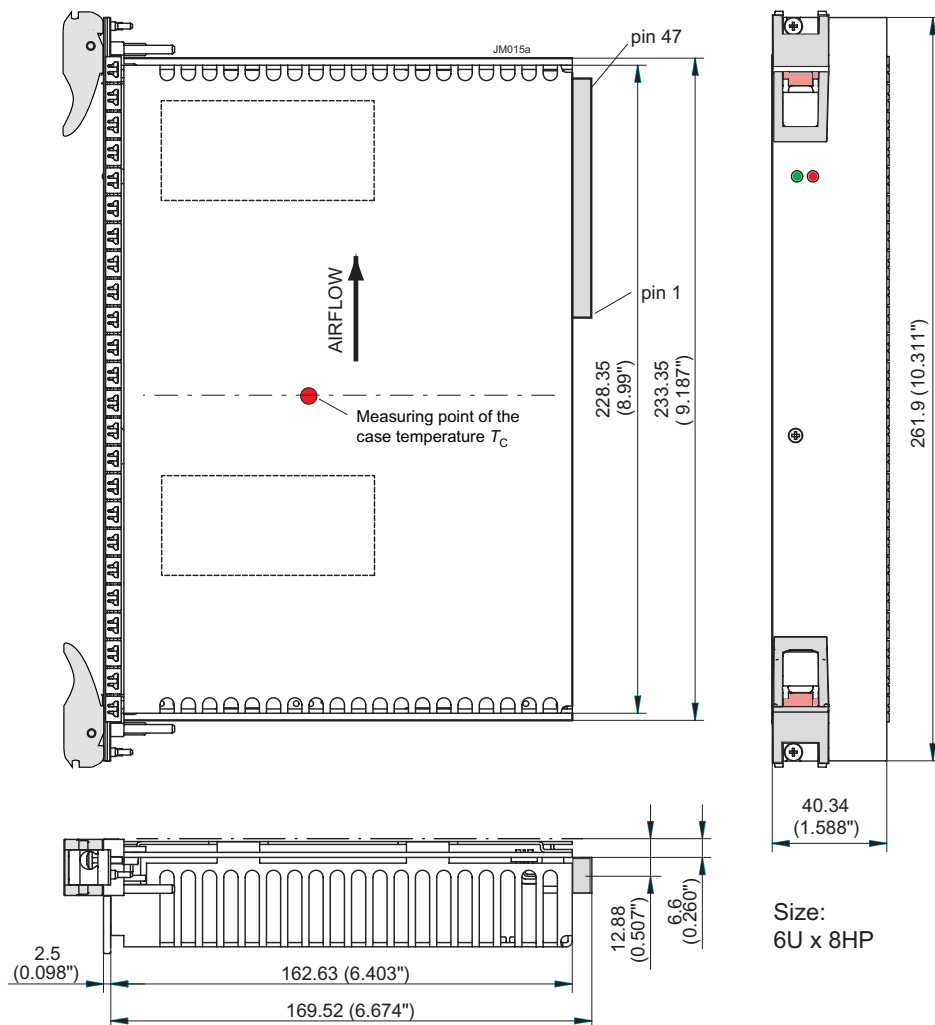 JM015a
pin 47
AIRFLOW
pin 1
Measuring point of the
case temperature TC
228.35
(8.99")
233.35
( 9.187")
261.9 (10.311")
40.34
(1.588")
Size:
6U x 8HP
12.88
(0.507")
6.6
(0.260")
2.5
(0.098")
162.63 (6.403")
169.52 (6.674")